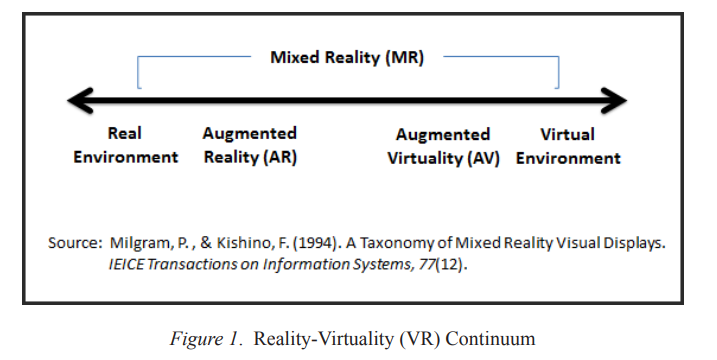 Mixed Reality (MR)
Real
Environment
Augmented
Reality (AR)
Augmented
Virtuality (AV)
Virtual
Environment
Source: Milgram, P. , & Kishino, F. (1994). A Taxonomy of Mixed Reality Visual Displays.
IEICE Transactions on Information Systems, 77(12).
Figure 1. Reality-Virtuality (VR) Continuum